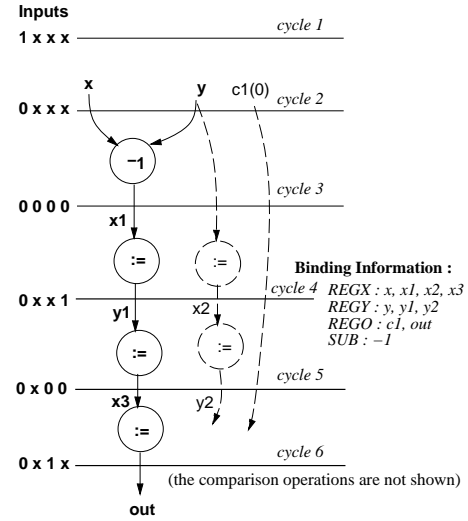 Inputs
cycle 1
1 x x x
x
y
c1(0)
cycle 2
0 x x x
−1
cycle 3
0 0 0 0
x1
:=
:=
Binding Information :
cycle 4
REGX : x, x1, x2, x3
0 x x 1
y1
x2
REGY : y, y1, y2
REGO : c1, out
SUB : −1
:=
:=
cycle 5
0 x 0 0
x3
y2
:=
cycle 6
0 x 1 x
(the comparison operations are not shown)
out